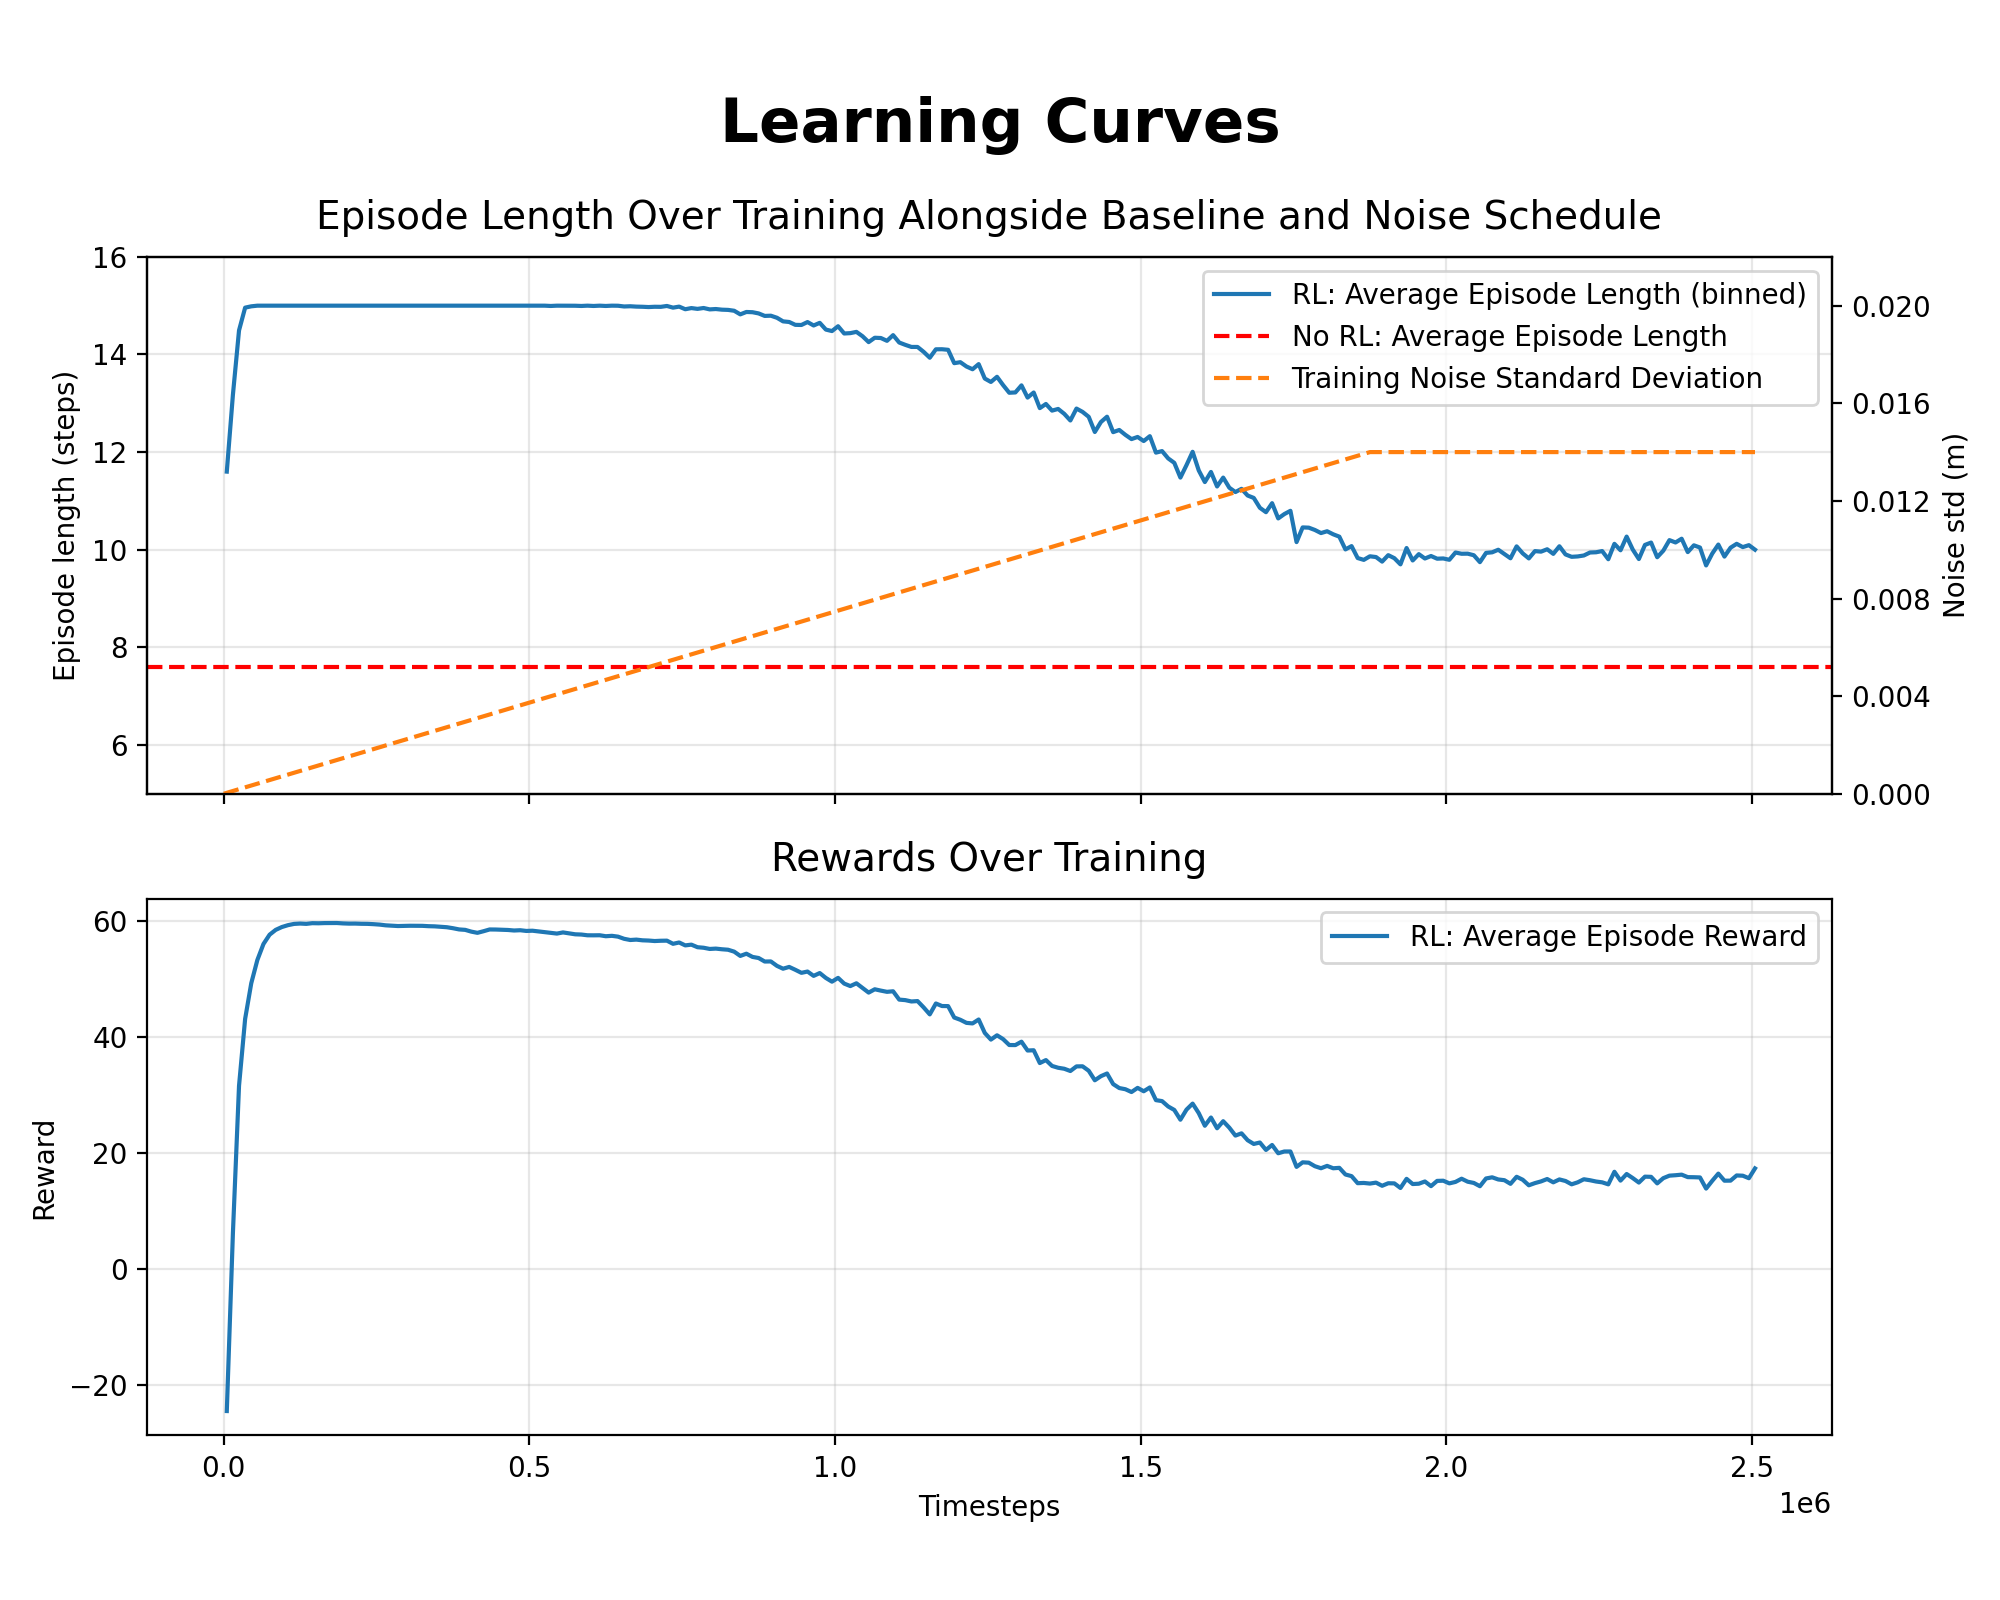 Learning Curves
Episode Length Over Training Alongside Baseline and Noise Schedule
16
14
12
10
8
6
Episode length (steps)
RL: Average Episode Length (binned)
No RL: Average Episode Length
Training Noise Standard Deviation
0.020
0.016
0.012
0.008
0.004
0.000
Noise std (m)
Rewards Over Training
60
40
20
0
−20
Reward
RL: Average Episode Reward
0.0 0.5 1.0 1.5 2.0 2.5
1e6
Timesteps